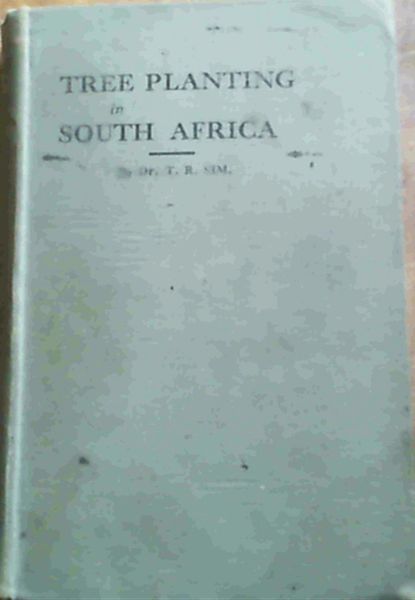 TREE PLANTING
in
SOUTH AFRICA
By Dr. T. R. SIM.